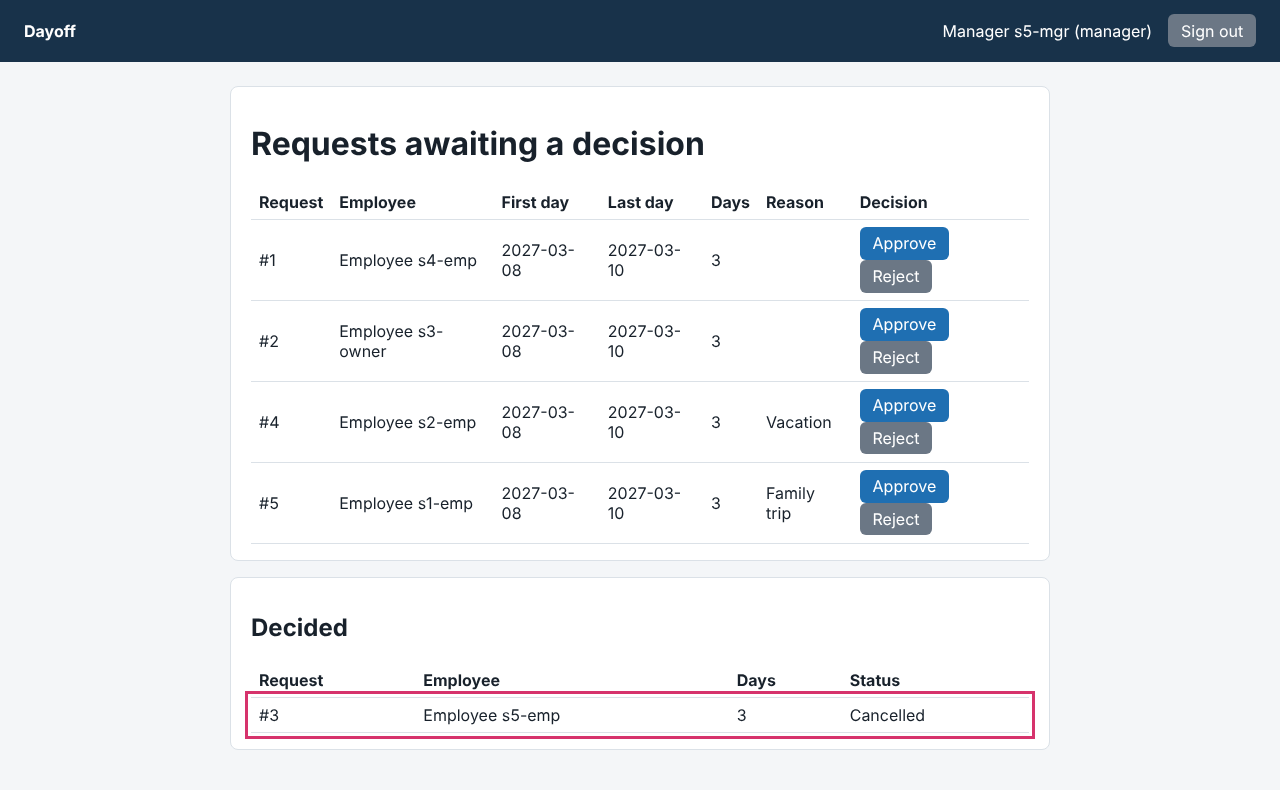 Dayoff
Manager s5-mgr (manager) Sign out
Requests awaiting a decision
Request Employee First day Last day Days Reason Decision
#1 Employee s4-emp 2027-03-08 2027-03-10 3 Approve Reject
#2 Employee s3-owner 2027-03-08 2027-03-10 3 Approve Reject
#4 Employee s2-emp 2027-03-08 2027-03-10 3 Vacation Approve Reject
#5 Employee s1-emp 2027-03-08 2027-03-10 3 Family trip Approve Reject
Decided
Request Employee Days Status
#3 Employee s5-emp 3 Cancelled